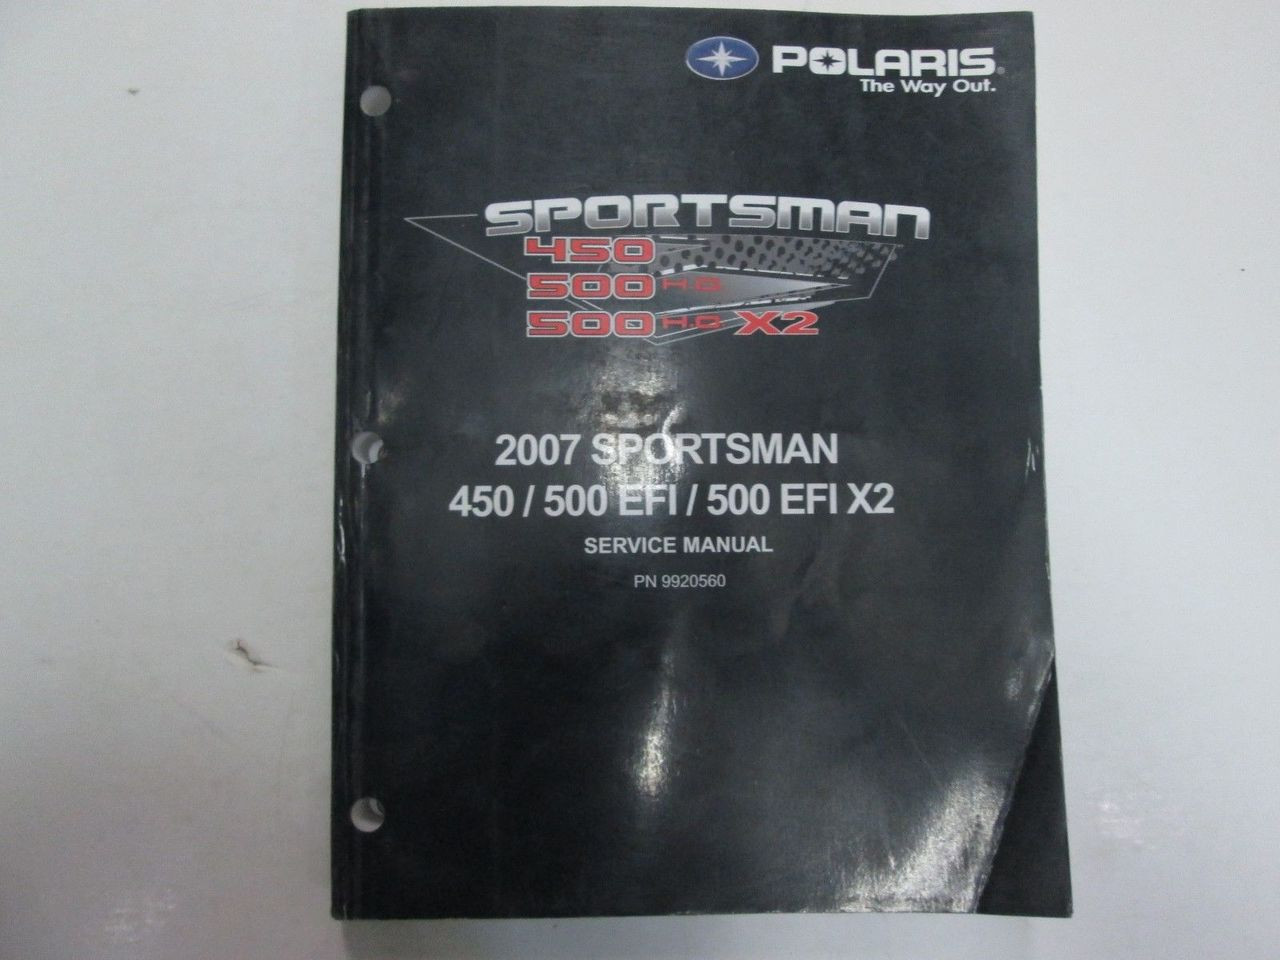 POLARIS®
The Way Out.
SPORTSMAN
450
500 H.O.
500 H.O. X2
2007 SPORTSMAN
450 / 500 EFI / 500 EFI X2
SERVICE MANUAL
PN 9920560